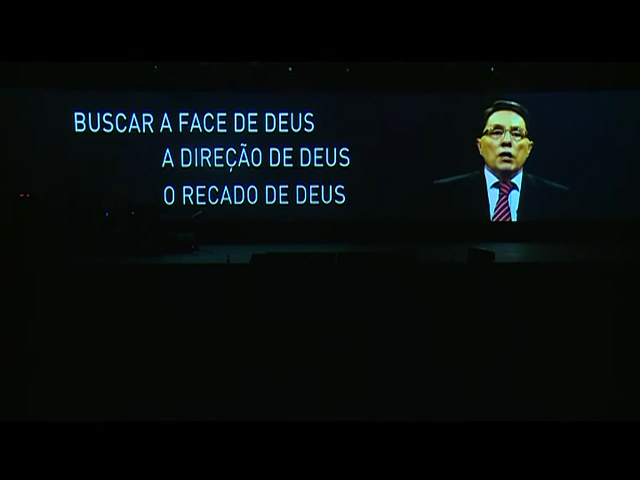 BUSCAR A FACE DE DEUS
A DIREÇÃO DE DEUS
O RECADO DE DEUS